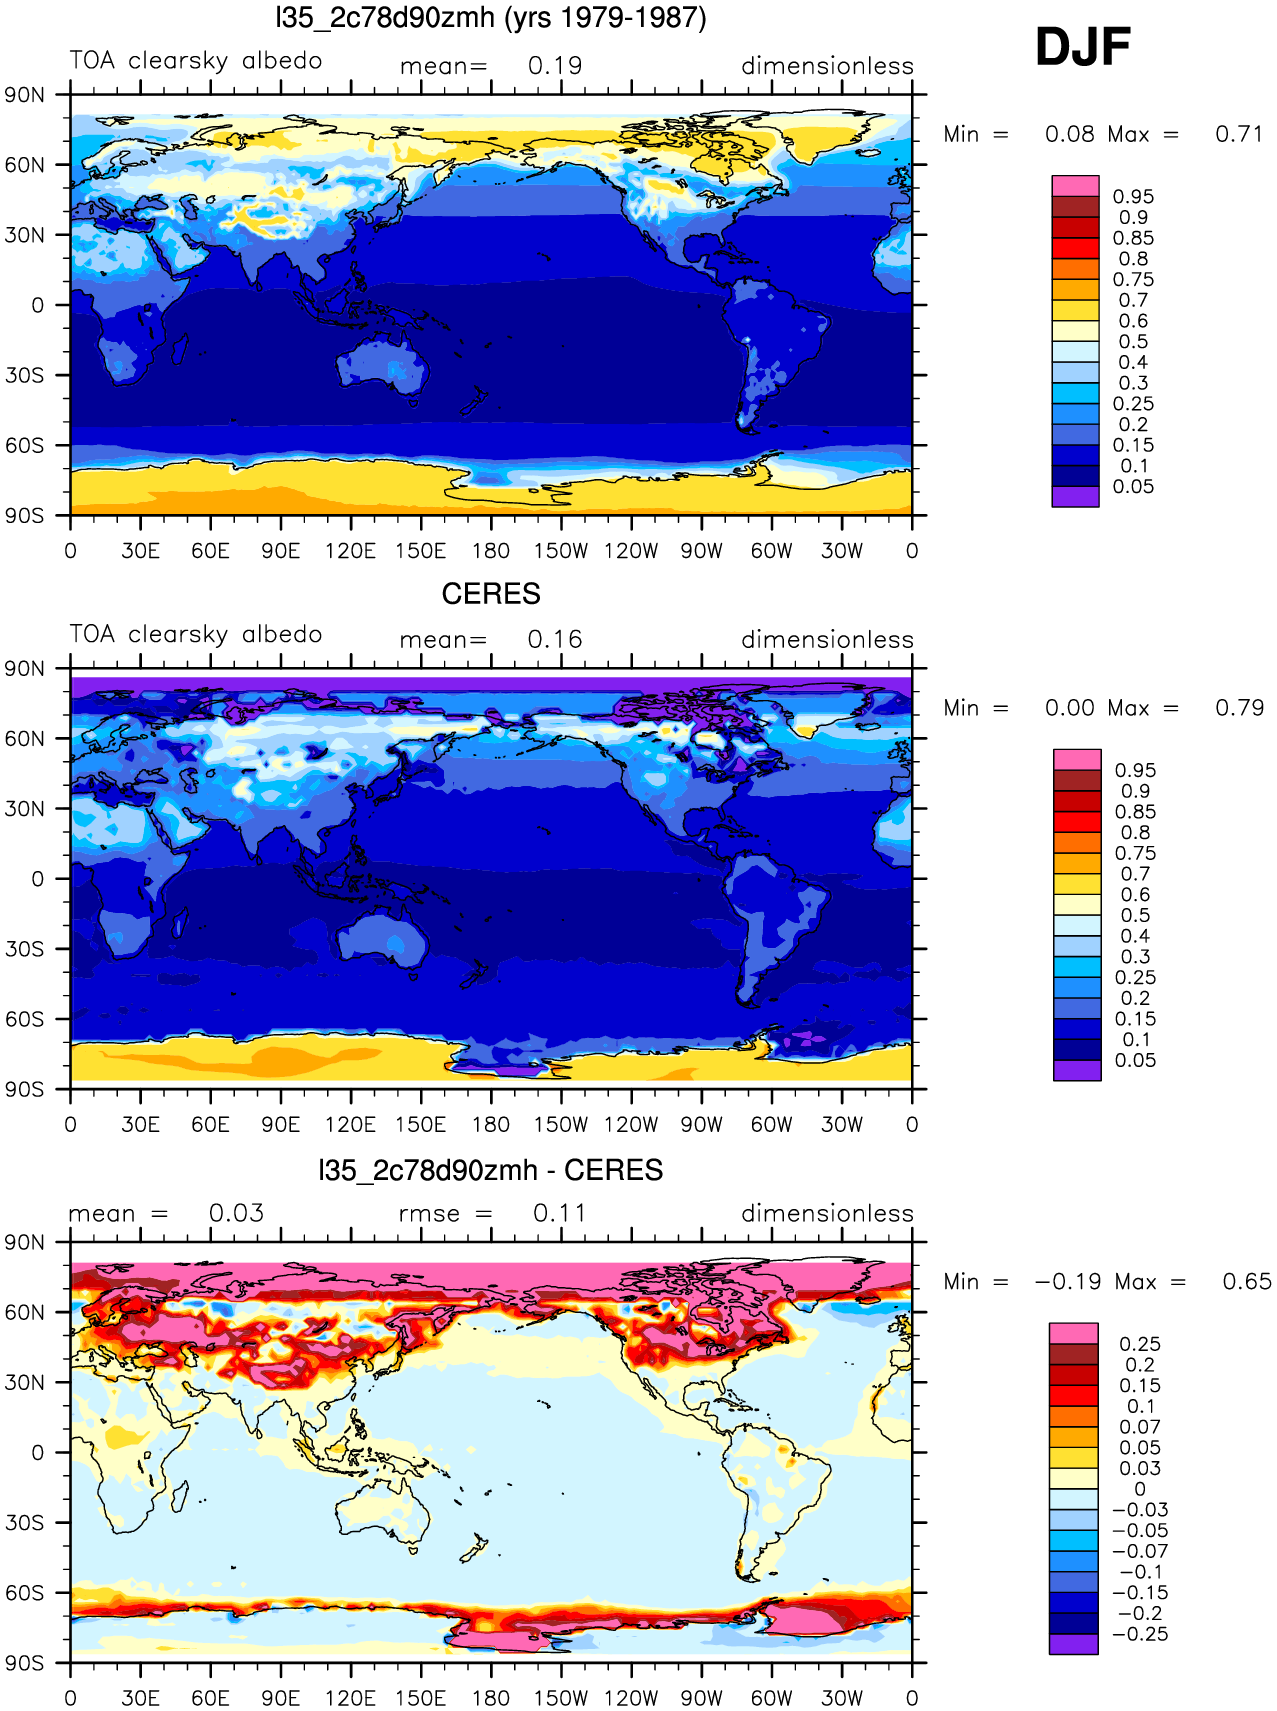 l35_2c78d90zmh (yrs 1979-1987)
DJF
TOA clearsky albedo mean= 0.19 dimensionless
Min = 0.08 Max = 0.71
90N
60N
30N
0
30S
60S
90S
0 30E 60E 90E 120E 150E 180 150W 120W 90W 60W 30W 0
0.95
0.9
0.85
0.8
0.75
0.7
0.6
0.5
0.4
0.3
0.25
0.2
0.15
0.1
0.05
CERES
TOA clearsky albedo mean= 0.16 dimensionless
Min = 0.00 Max = 0.79
90N
60N
30N
0
30S
60S
90S
0 30E 60E 90E 120E 150E 180 150W 120W 90W 60W 30W 0
0.95
0.9
0.85
0.8
0.75
0.7
0.6
0.5
0.4
0.3
0.25
0.2
0.15
0.1
0.05
l35_2c78d90zmh - CERES
mean = 0.03 rmse = 0.11 dimensionless
Min = −0.19 Max = 0.65
90N
60N
30N
0
30S
60S
90S
0 30E 60E 90E 120E 150E 180 150W 120W 90W 60W 30W 0
0.25
0.2
0.15
0.1
0.07
0.05
0.03
0
−0.03
−0.05
−0.07
−0.1
−0.15
−0.2
−0.25